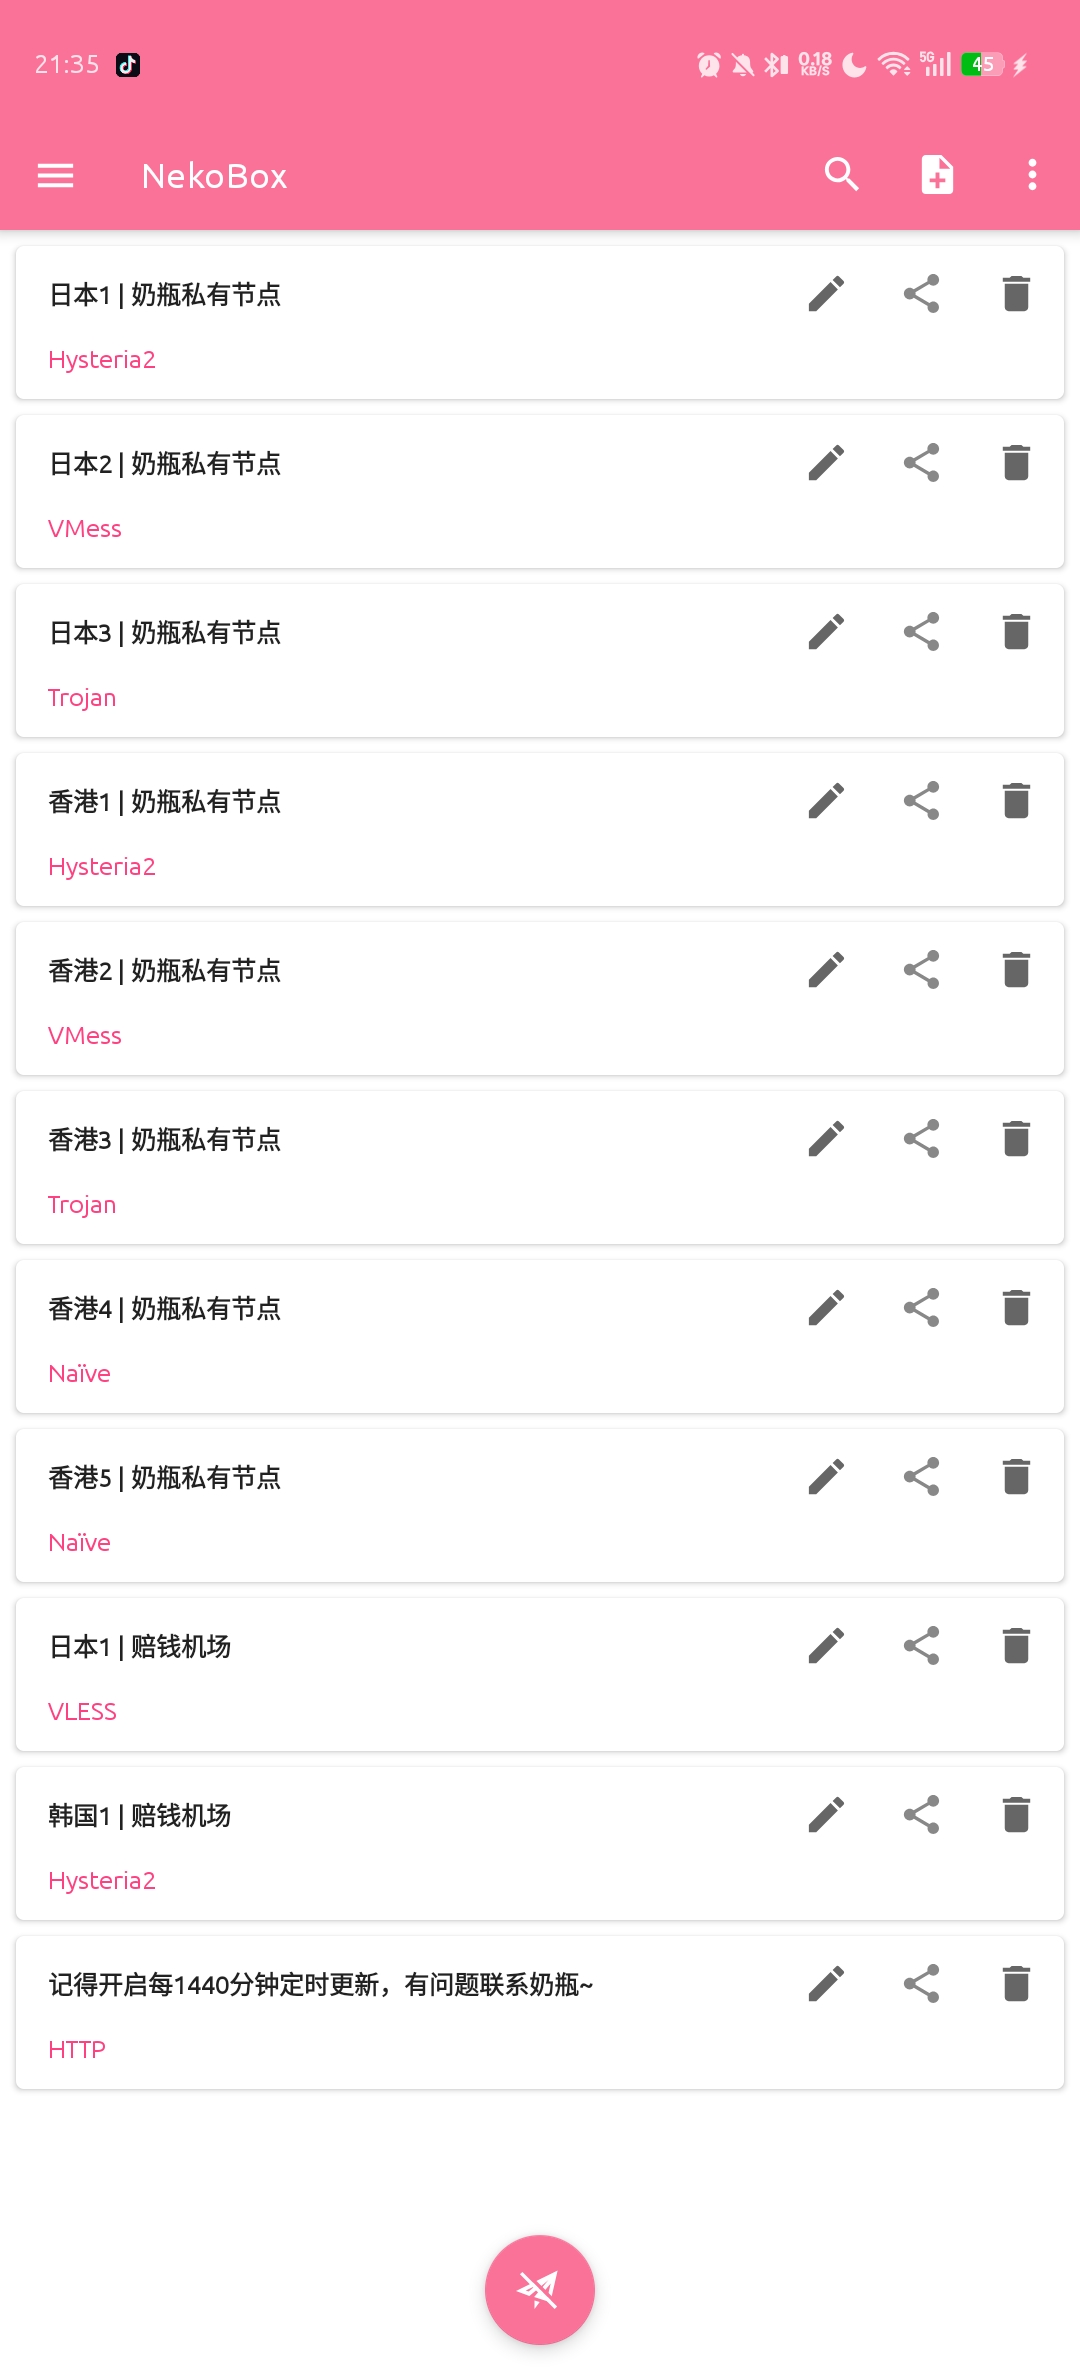 21:35
0.18 KB/S
5G
45
NekoBox
日本1 | 奶瓶私有节点
Hysteria2
日本2 | 奶瓶私有节点
VMess
日本3 | 奶瓶私有节点
Trojan
香港1 | 奶瓶私有节点
Hysteria2
香港2 | 奶瓶私有节点
VMess
香港3 | 奶瓶私有节点
Trojan
香港4 | 奶瓶私有节点
Naïve
香港5 | 奶瓶私有节点
Naïve
日本1 | 赔钱机场
VLESS
韩国1 | 赔钱机场
Hysteria2
记得开启每1440分钟定时更新，有问题联系奶瓶~
HTTP